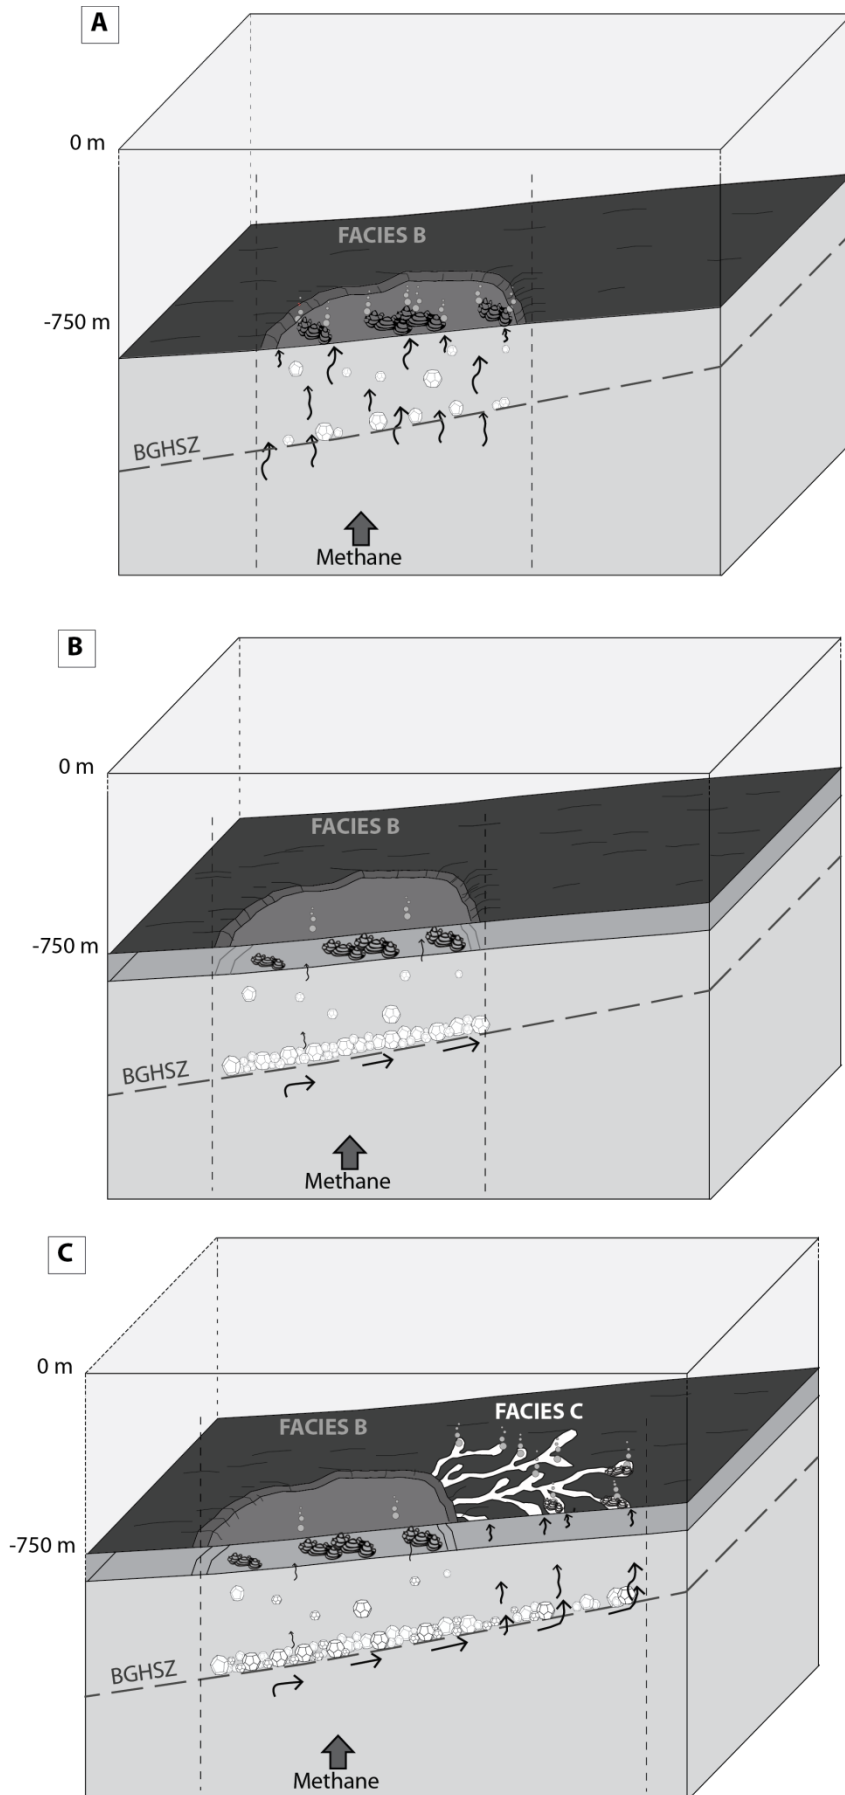 A
0 m
FACIES B
-750 m
BGHSZ
Methane
B
0 m
FACIES B
-750 m
BGHSZ
Methane
C
0 m
FACIES C
FACIES B
-750 m
BGHSZ
Methane